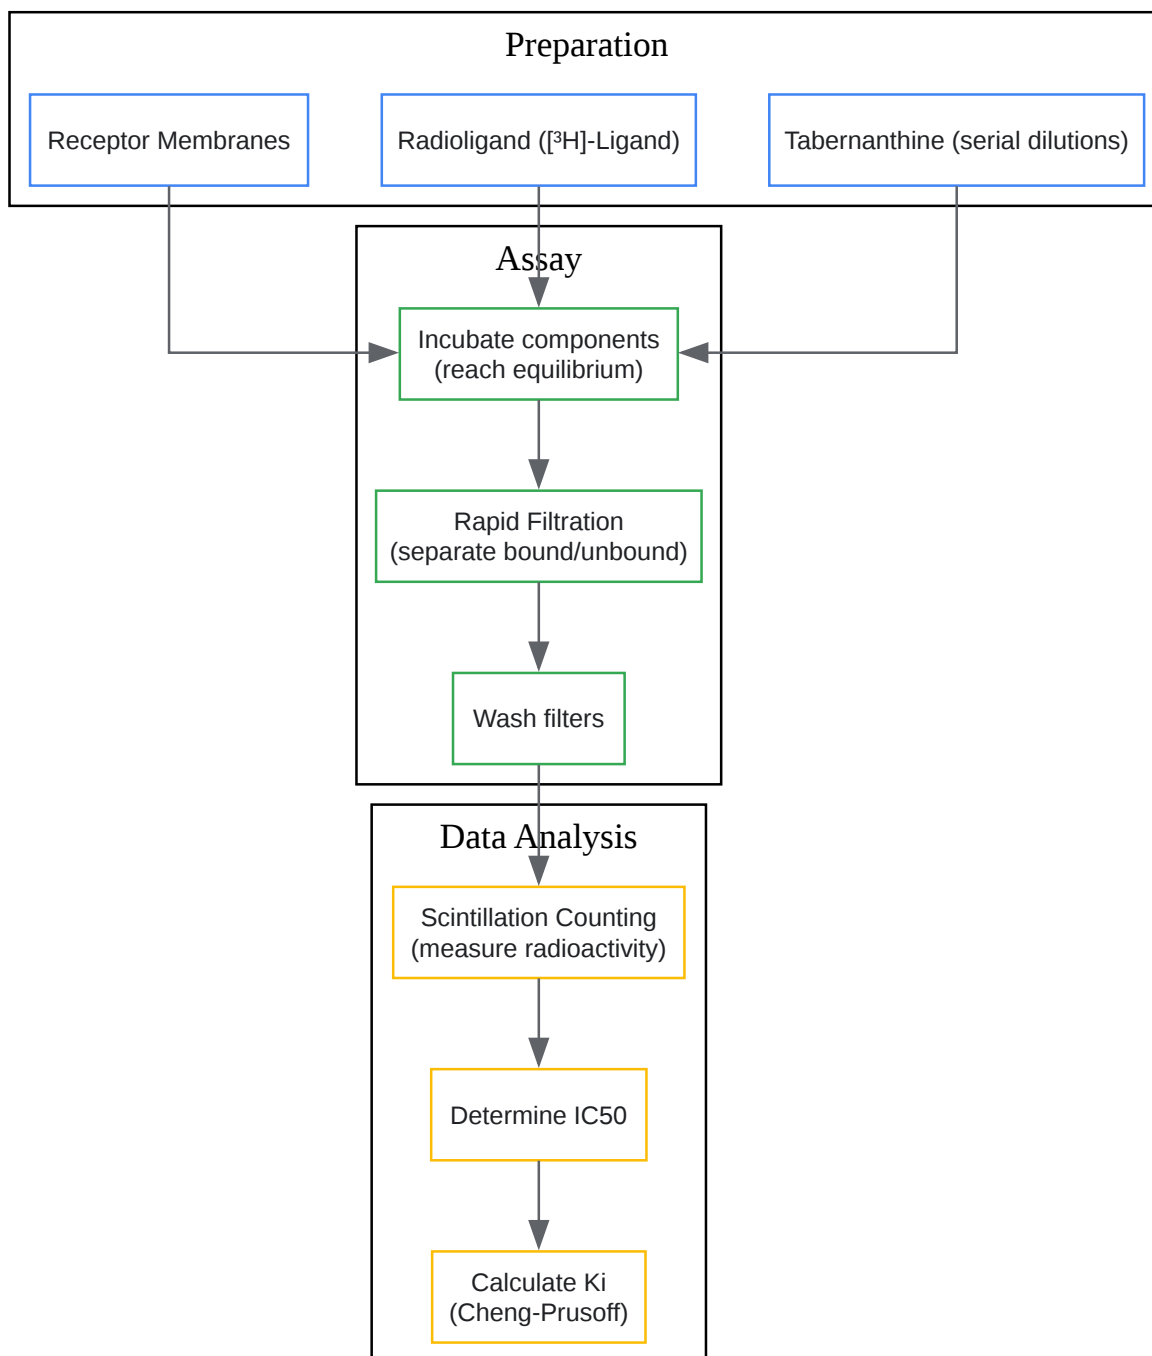 Preparation
Receptor Membranes
Radioligand ([³H]-Ligand)
Tabernanthine (serial dilutions)
Assay
Incubate components
(reach equilibrium)
Rapid Filtration
(separate bound/unbound)
Wash filters
Data Analysis
Scintillation Counting
(measure radioactivity)
Determine IC50
Calculate Ki
(Cheng-Prusoff)